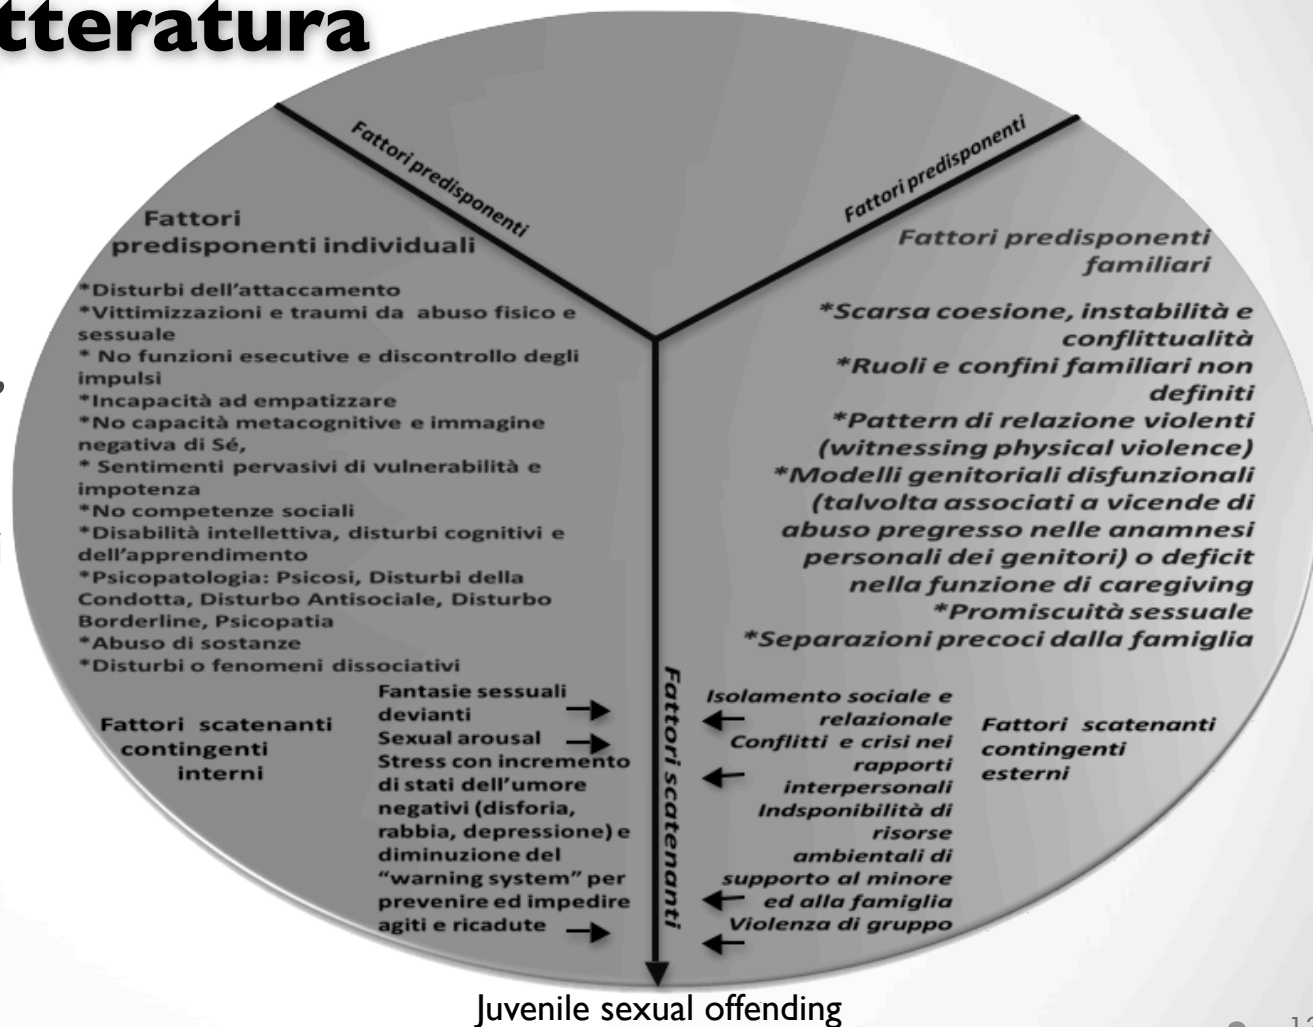 tteratura
Fattori predisponenti
Fattori predisponenti
Fattori
predisponenti individuali
*Disturbi dell'attaccamento
*Vittimizzazioni e traumi da abuso fisico e
sessuale
* No funzioni esecutive e discontrollo degli
impulsi
*Incapacità ad empatizzare
*No capacità metacognitive e immagine
negativa di Sé,
* Sentimenti pervasivi di vulnerabilità e
impotenza
*No competenze sociali
*Disabilità intellettiva, disturbi cognitivi e
dell'apprendimento
*Psicopatologia: Psicosi, Disturbi della
Condotta, Disturbo Antisociale, Disturbo
Borderline, Psicopatia
*Abuso di sostanze
*Disturbi o fenomeni dissociativi
Fattori predisponenti
familiari
*Scarsa coesione, instabilità e
conflittualità
*Ruoli e confini familiari non
definiti
*Pattern di relazione violenti
(witnessing physical violence)
*Modelli genitoriali disfunzionali
(talvolta associati a vicende di
abuso pregresso nelle anamnesi
personali dei genitori) o deficit
nella funzione di caregiving
*Promiscuità sessuale
*Separazioni precoci dalla famiglia
Fattori scatenanti
contingenti
interni
Fantasie sessuali
devianti
Sexual arousal
Stress con incremento
di stati dell'umore
negativi (disforia,
rabbia, depressione) e
diminuzione del
“warning system” per
prevenire ed impedire
agiti e ricadute
Fattori scatenanti
Isolamento sociale e
relazionale
Conflitti e crisi nei
rapporti
interpersonali
Indsponibilità di
risorse
ambientali di
supporto al minore
ed alla famiglia
Violenza di gruppo
Fattori scatenanti
contingenti
esterni
Juvenile sexual offending